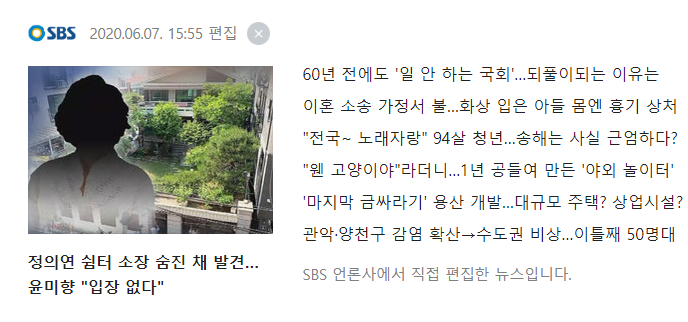 SBS 2020.06.07. 15:55 편집
정의연 쉼터 소장 숨진 채 발견...
윤미향 "입장 없다"
60년 전에도 '일 안 하는 국회'...되풀이되는 이유는
이혼 소송 가정서 불...화상 입은 아들 몸엔 흉기 상처
"전국~ 노래자랑" 94살 청년...송해는 사실 근엄하다?
"웬 고양이야"라더니...1년 공들여 만든 '야외 놀이터'
'마지막 금싸라기' 용산 개발...대규모 주택? 상업시설?
관악·양천구 감염 확산→수도권 비상...이틀째 50명대
SBS 언론사에서 직접 편집한 뉴스입니다.